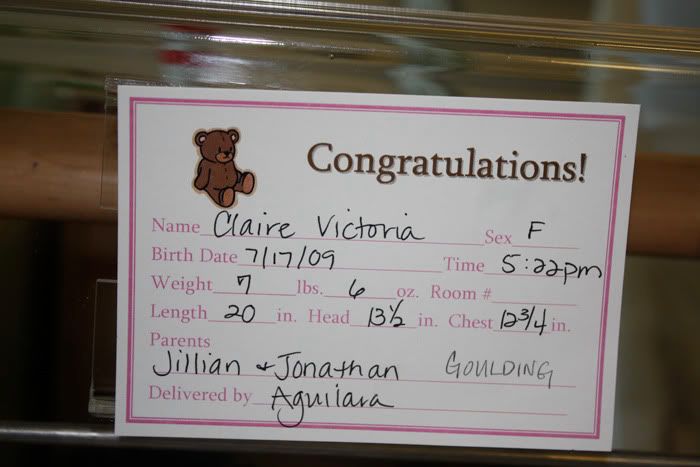 Congratulations!
Name Claire Victoria Sex F
Birth Date 7/17/09 Time 5:22pm
Weight 7 lbs. 6 oz. Room #
Length 20 in. Head 13½ in. Chest 12¾ in.
Parents
Jillian + Jonathan GOULDING
Delivered by Aguilara